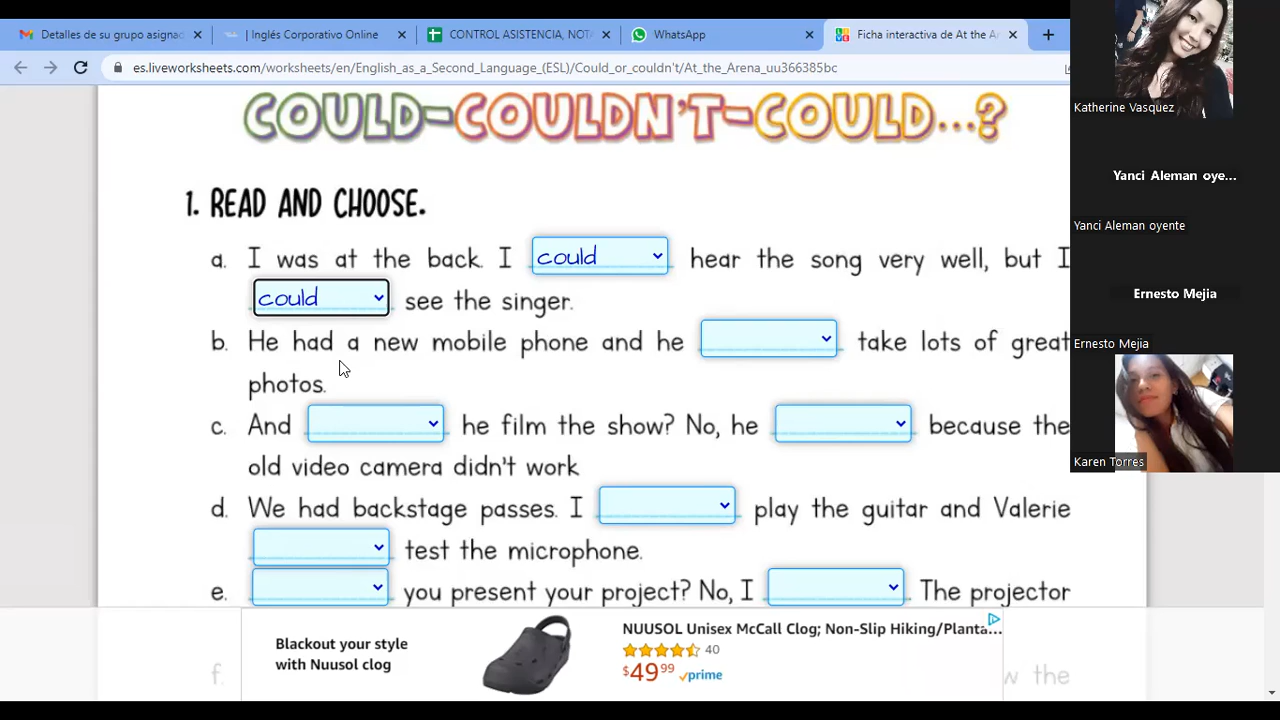 Detalles de su grupo asignad
| Inglés Corporativo Online
CONTROL ASISTENCIA, NOTA
WhatsApp
Ficha interactiva de At the Ar
es.liveworksheets.com/worksheets/en/English_as_a_Second_Language_(ESL)/Could_or_couldn't/At_the_Arena_uu366385bc
COULD-COULDN'T-COULD...?
1. READ AND CHOOSE.
a. I was at the back. I could hear the song very well, but I
could see the singer.
b. He had a new mobile phone and he take lots of great
photos.
c. And he film the show? No, he because the
old video camera didn't work
d. We had backstage passes. I play the guitar and Valerie
test the microphone.
e. you present your project? No, I The projector
f. the
Blackout your style
with Nuusol clog
NUUSOL Unisex McCall Clog; Non-Slip Hiking/Planta...
40
$49.99
prime
Katherine Vasquez
Yanci Aleman oye...
Yanci Aleman oyente
Ernesto Mejia
Ernesto Mejia
Karen Torres